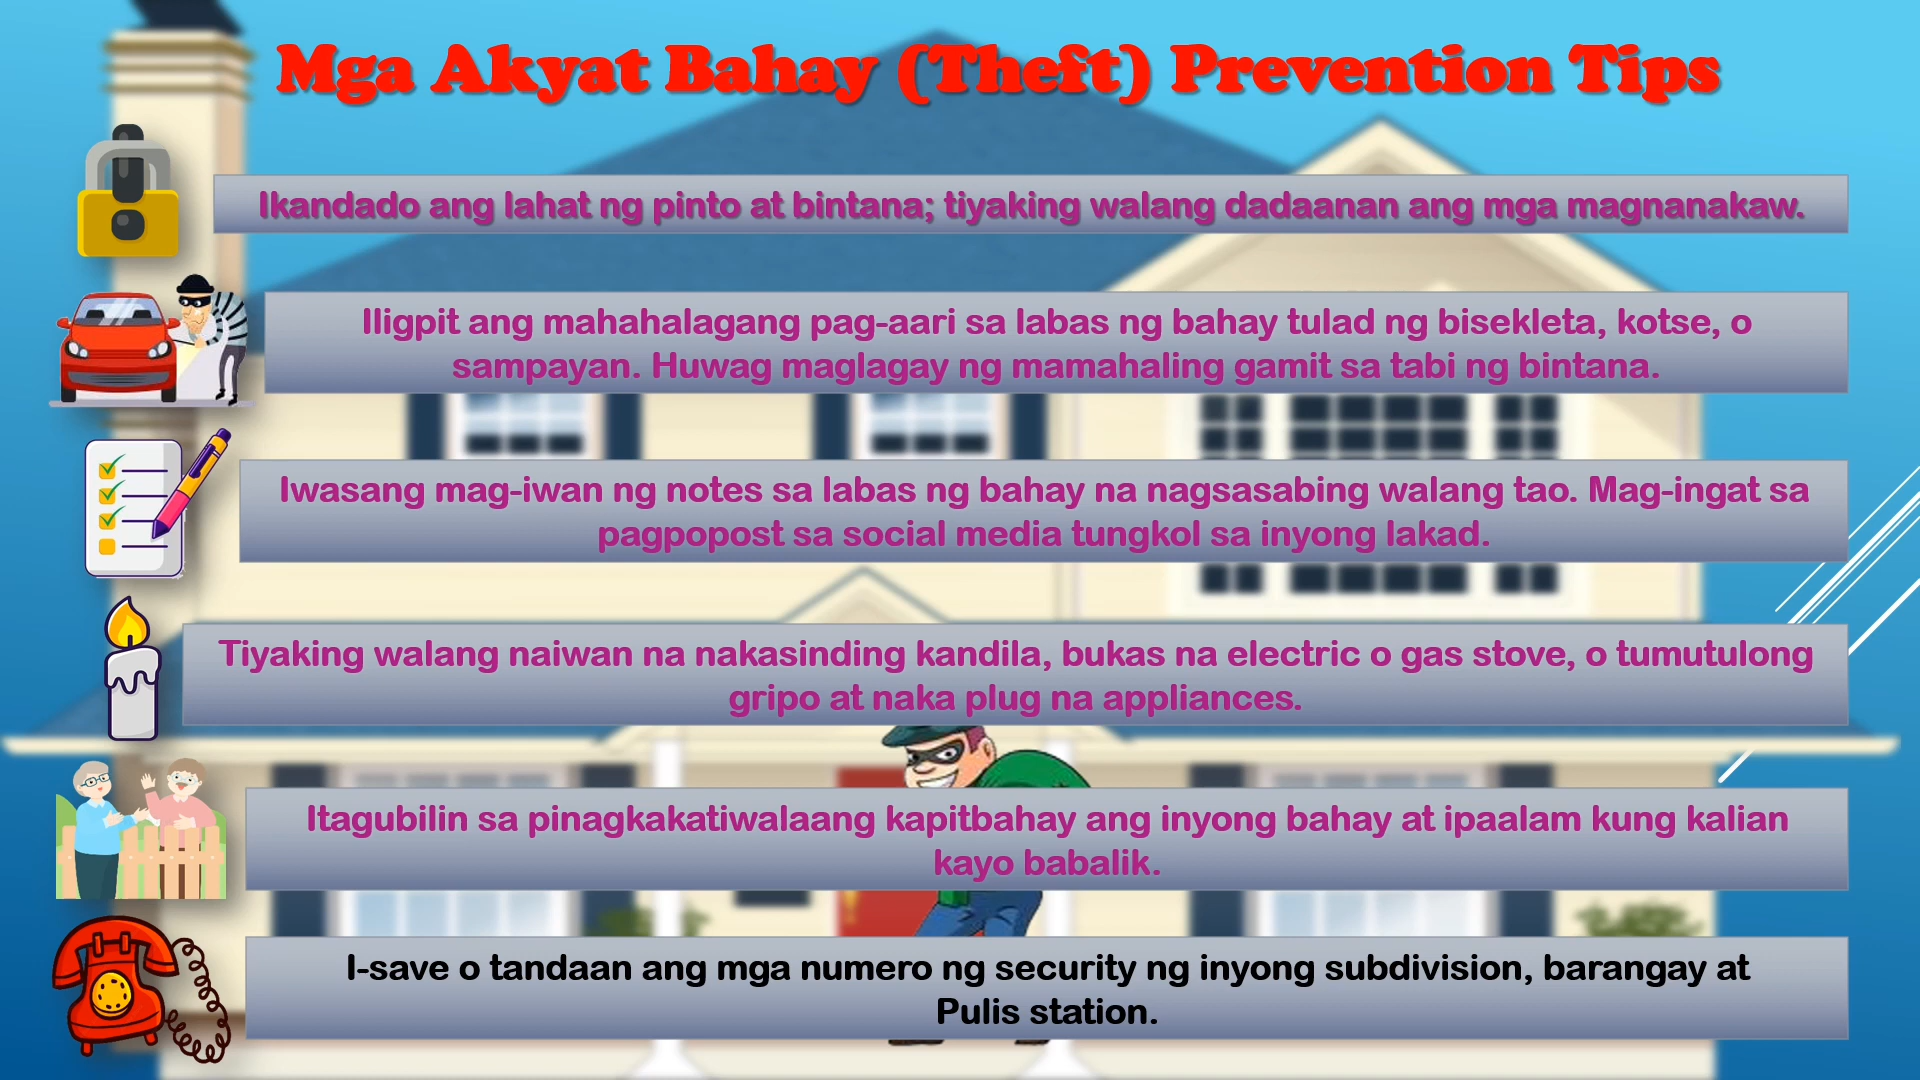 Mga Akyat Bahay (Theft) Prevention Tips
Ikandado ang lahat ng pinto at bintana; tiyaking walang dadaanan ang mga magnanakaw.
Iligpit ang mahahalagang pag-aari sa labas ng bahay tulad ng bisekleta, kotse, o
sampayan. Huwag maglagay ng mamahaling gamit sa tabi ng bintana.
Iwasang mag-iwan ng notes sa labas ng bahay na nagsasabing walang tao. Mag-ingat sa
pagpopost sa social media tungkol sa inyong lakad.
Tiyaking walang naiwan na nakasinding kandila, bukas na electric o gas stove, o tumutulong
gripo at naka plug na appliances.
Itagubilin sa pinagkakatiwalaang kapitbahay ang inyong bahay at ipaalam kung kalian
kayo babalik.
I-save o tandaan ang mga numero ng security ng inyong subdivision, barangay at
Pulis station.